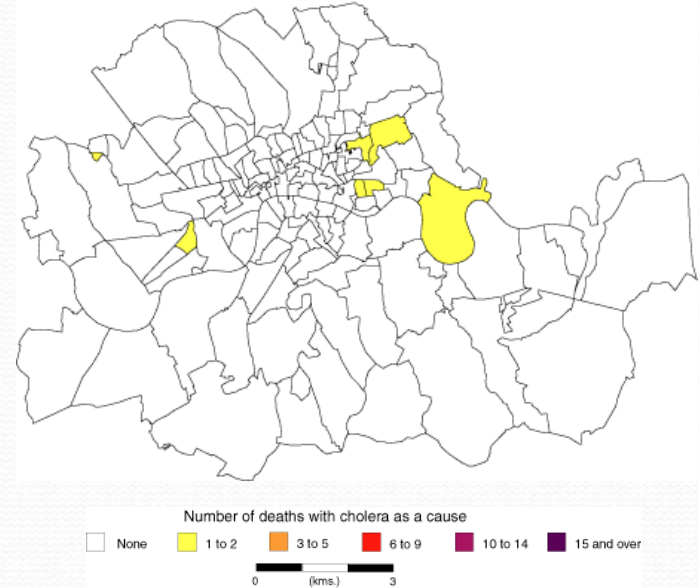 Number of deaths with cholera as a cause
None 1 to 2 3 to 5 6 to 9 10 to 14 15 and over
0 (kms.) 3